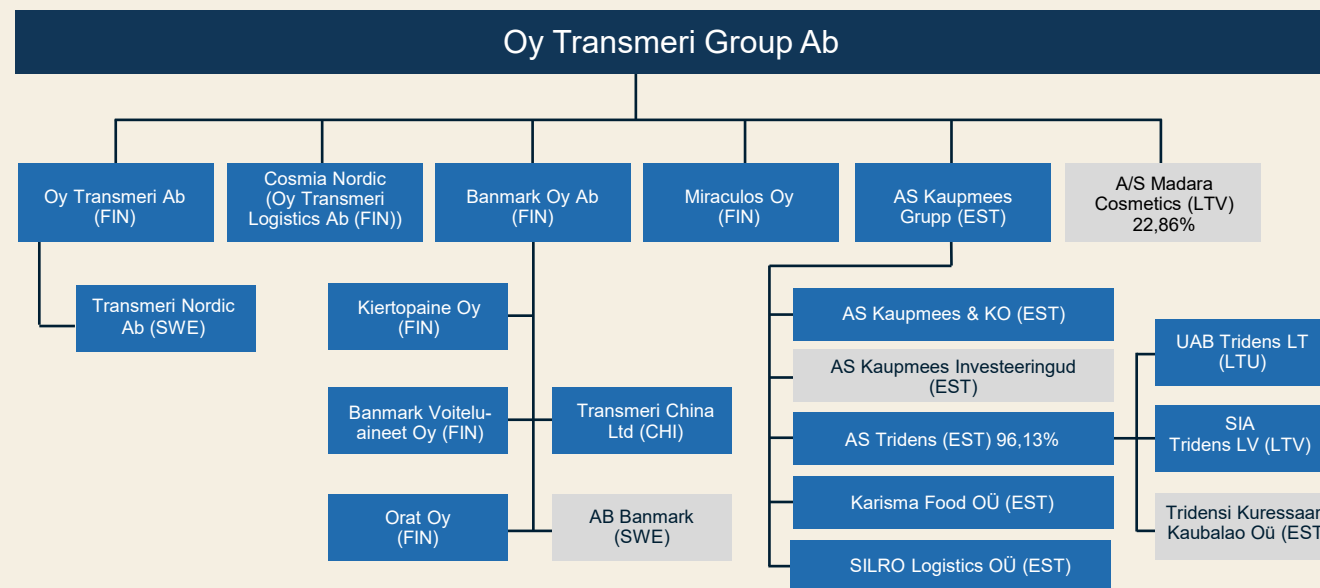 Oy Transmeri Group Ab
Oy Transmeri Ab
(FIN)
Cosmia Nordic
(Oy Transmeri
Logistics Ab (FIN))
Banmark Oy Ab
(FIN)
Miraculos Oy
(FIN)
AS Kaupmees
Grupp (EST)
A/S Madara
Cosmetics (LTV)
22,86%
Transmeri Nordic
Ab (SWE)
Kiertopaine Oy
(FIN)
Banmark Voitelu-
aineet Oy (FIN)
Transmeri China
Ltd (CHI)
Orat Oy
(FIN)
AB Banmark
(SWE)
AS Kaupmees & KO (EST)
AS Kaupmees Investeeringud
(EST)
AS Tridens (EST) 96,13%
Karisma Food OÜ (EST)
SILRO Logistics OÜ (EST)
UAB Tridens LT
(LTU)
SIA
Tridens LV (LTV)
Tridensi
Kaubalao Oü (EST